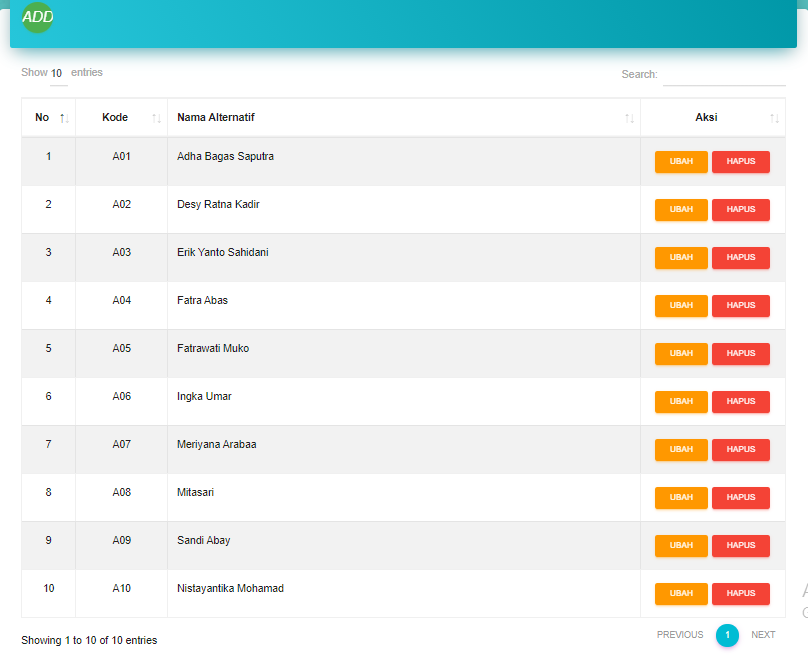 ADD
Show 10 entries
Search:
No Kode Nama Alternatif Aksi
1 A01 Adha Bagas Saputra UBAH HAPUS
2 A02 Desy Ratna Kadir UBAH HAPUS
3 A03 Erik Yanto Sahidani UBAH HAPUS
4 A04 Fatra Abas UBAH HAPUS
5 A05 Fatrawati Muko UBAH HAPUS
6 A06 Ingka Umar UBAH HAPUS
7 A07 Meriyana Arabaa UBAH HAPUS
8 A08 Mitasari UBAH HAPUS
9 A09 Sandi Abay UBAH HAPUS
10 A10 Nistayantika Mohamad UBAH HAPUS
Showing 1 to 10 of 10 entries
PREVIOUS 1 NEXT